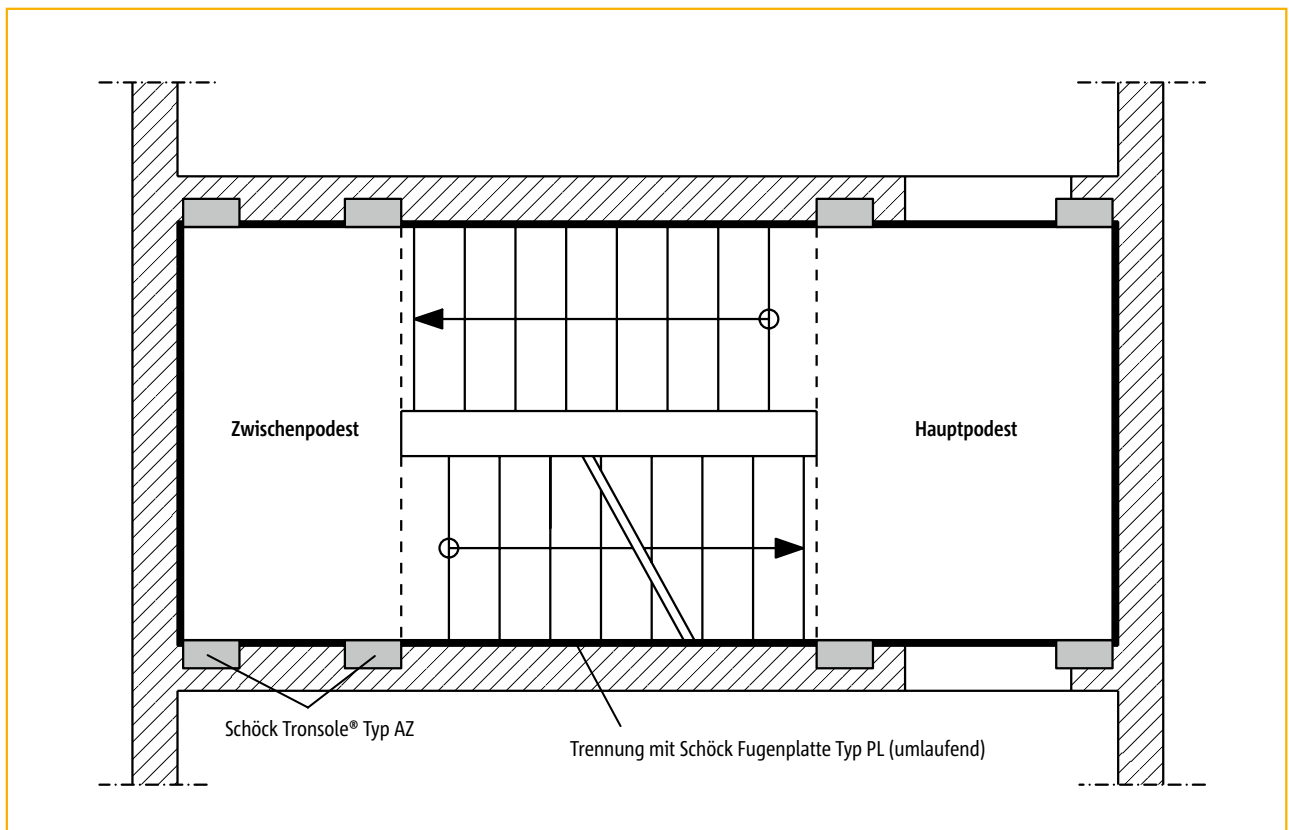 Zwischenpodest
Hauptpodest
Schöck Tronsole® Typ AZ
Trennung mit Schöck Fugenplatte Typ PL (umlaufend)